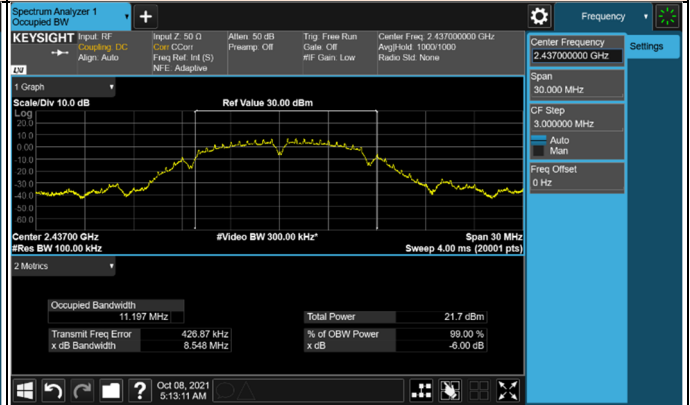 Spectrum Analyzer 1
Occupied BW
+
Frequency
KEYSIGHT
Input: RF
Coupling: DC
Align: Auto
Input Z: 50 Ω
Corr CCorr
Freq Ref: Int (S)
NFE: Adaptive
Atten: 50 dB
Preamp: Off
Trig: Free Run
Gate: Off
#IF Gain: Low
Center Freq: 2.437000000 GHz
Avg|Hold: 1000/1000
Radio Std: None
LXI
Center Frequency
2.437000000 GHz
Settings
Span
30.000 MHz
CF Step
3.000000 MHz
Auto
Man
Freq Offset
0 Hz
1 Graph
Scale/Div 10.0 dB
Ref Value 30.00 dBm
Log
20.0
10.0
0.00
-10.0
-20.0
-30.0
-40.0
-50.0
-60.0
Center 2.43700 GHz
#Video BW 300.00 kHz*
Span 30 MHz
#Res BW 100.00 kHz
Sweep 4.00 ms (20001 pts)
2 Metrics
Occupied Bandwidth
11.197 MHz
Total Power
21.7 dBm
Transmit Freq Error
426.87 kHz
% of OBW Power
99.00 %
x dB Bandwidth
8.548 MHz
x dB
-6.00 dB
?
Oct 08, 2021
5:13:11 AM